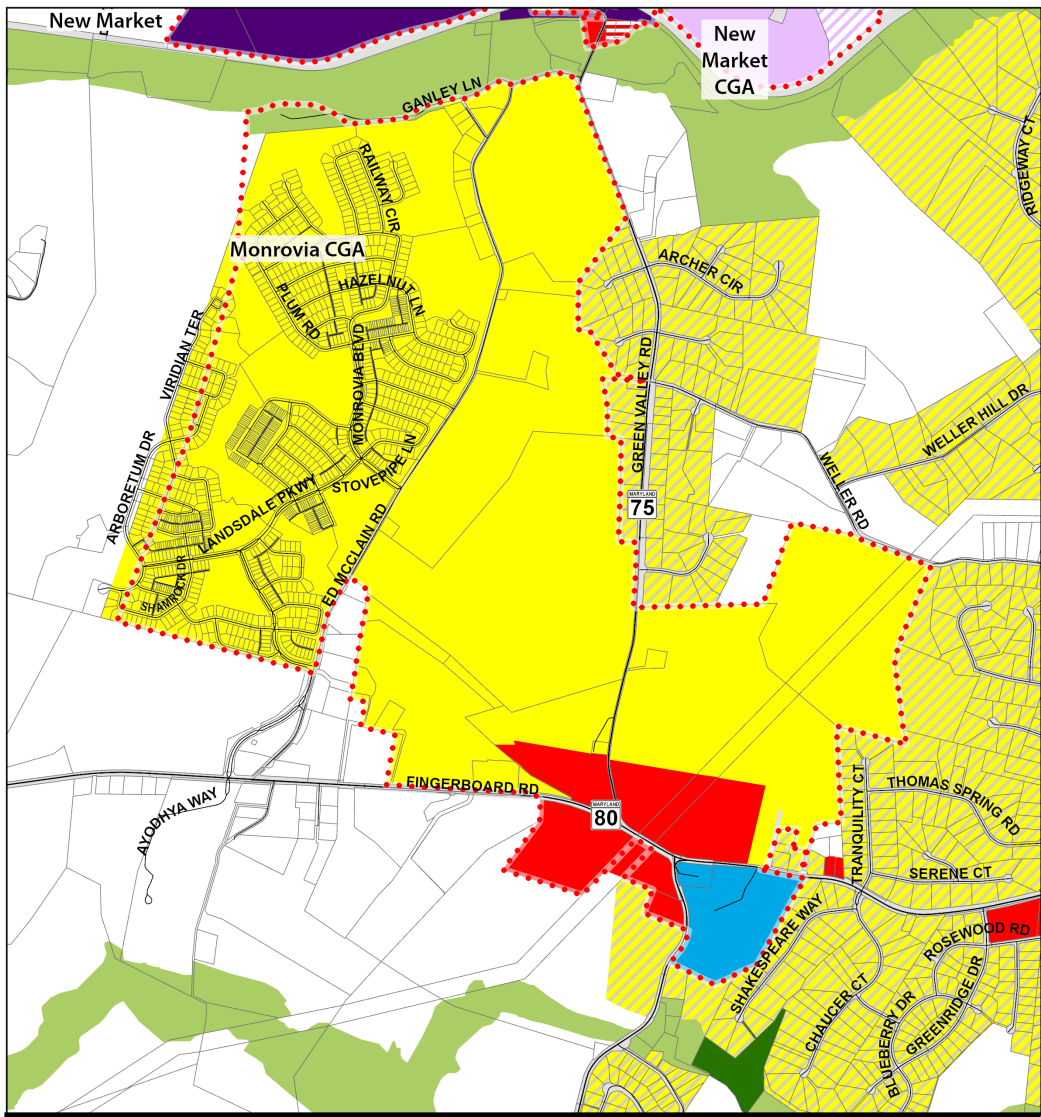 New Market
New
Market
CGA
GANLEY LN
RAILWAY CIR
RIDGEWAY CT
Monrovia CGA
ARCHER CIR
HAZELNUT LN
PLUM RD
VIRIDIAN TER
MONROVIA BLVD
GREEN VALLEY RD
WELLER HILL DR
ARBORETUM DR
STOVEPIPE LN
WELLER RD
LANDSDALE PKWY
MARYLAND
75
ED MCCLAIN RD
SHAMROCK DR
FINGERBOARD RD
MARYLAND
80
AYODHYA WAY
TRANQUILITY CT
THOMAS SPRING RD
SERENE CT
SHAKESPEARE WAY
ROSEWOOD RD
CHAUCER CT
BLUEBERRY DR
GREENRIDGE DR